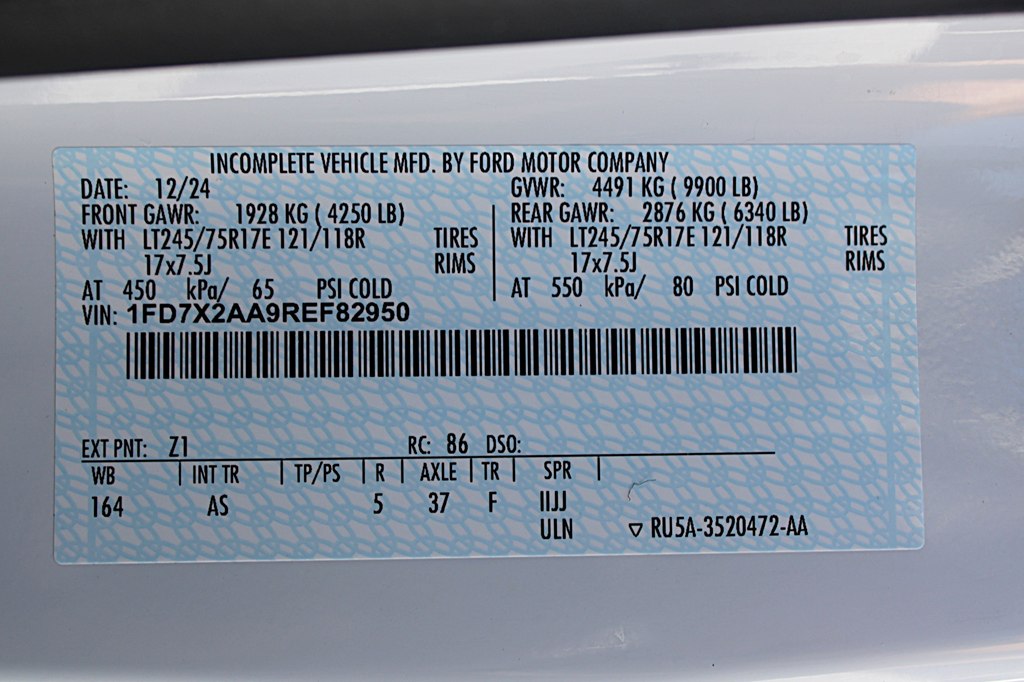 INCOMPLETE VEHICLE MFD. BY FORD MOTOR COMPANY
DATE: 12/24 GVWR: 4491 KG ( 9900 LB)
FRONT GAWR: 1928 KG ( 4250 LB) REAR GAWR: 2876 KG ( 6340 LB)
WITH LT245/75R17E 121/118R TIRES WITH LT245/75R17E 121/118R TIRES
17x7.5J RIMS 17x7.5J RIMS
AT 450 kPa/ 65 PSI COLD AT 550 kPa/ 80 PSI COLD
VIN: 1FD7X2AA9REF82950
EXT PNT: Z1 RC: 86 DSO:
WB INT TR TP/PS R AXLE TR SPR
164 AS 5 37 F IIJJ
ULN ▽ RU5A-3520472-AA